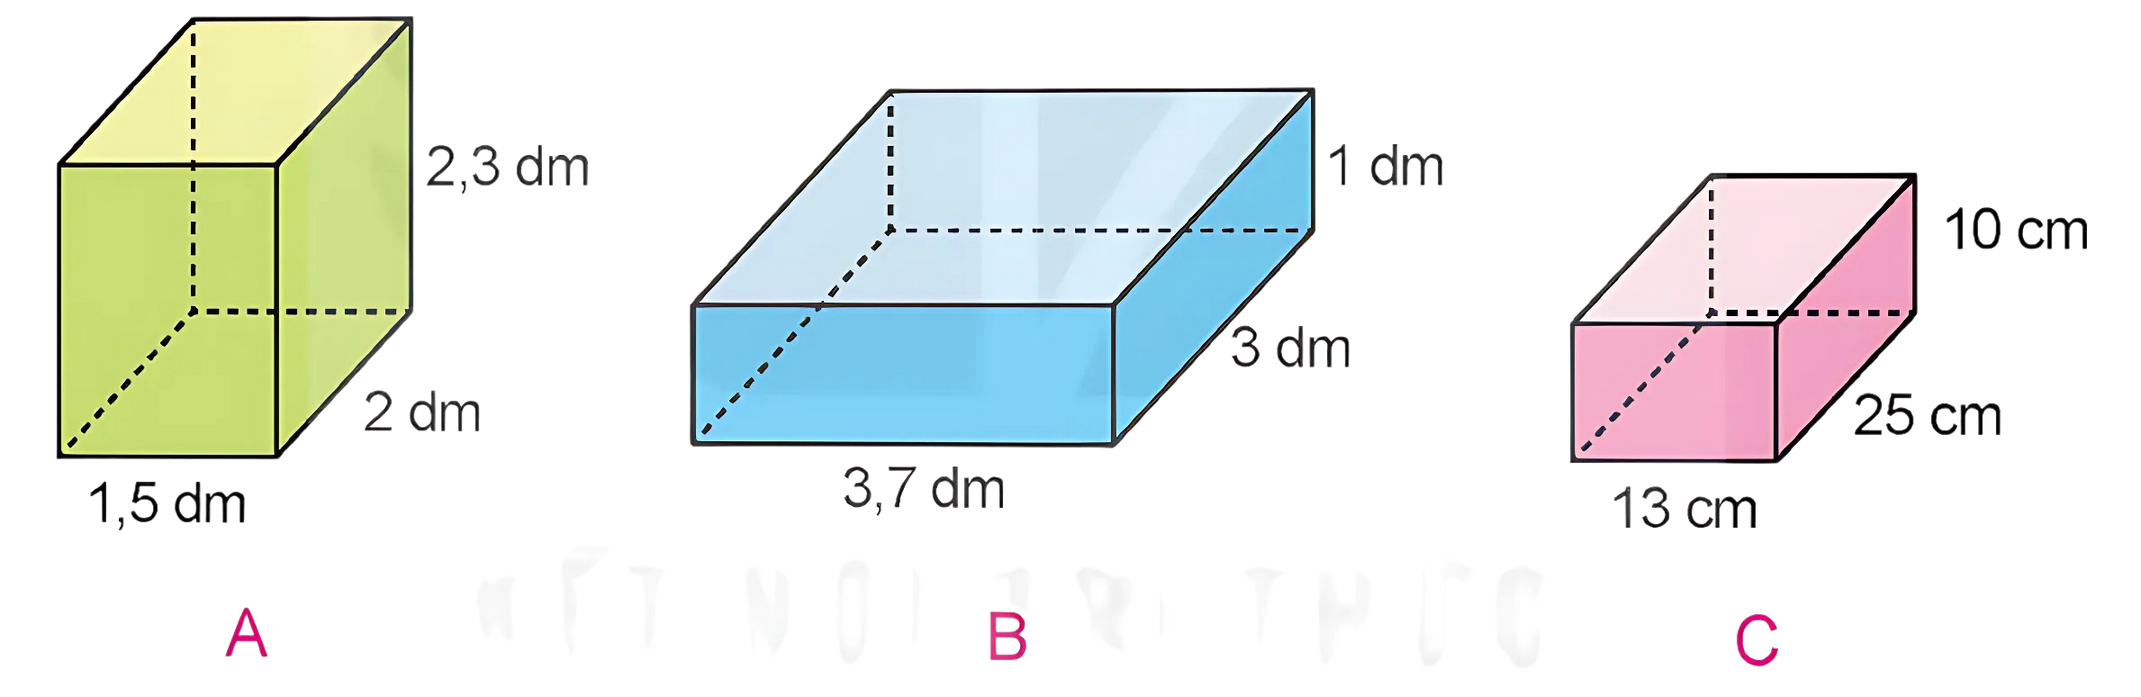 2,3 dm
2 dm
1,5 dm
A
1 dm
3 dm
3,7 dm
B
10 cm
25 cm
13 cm
C